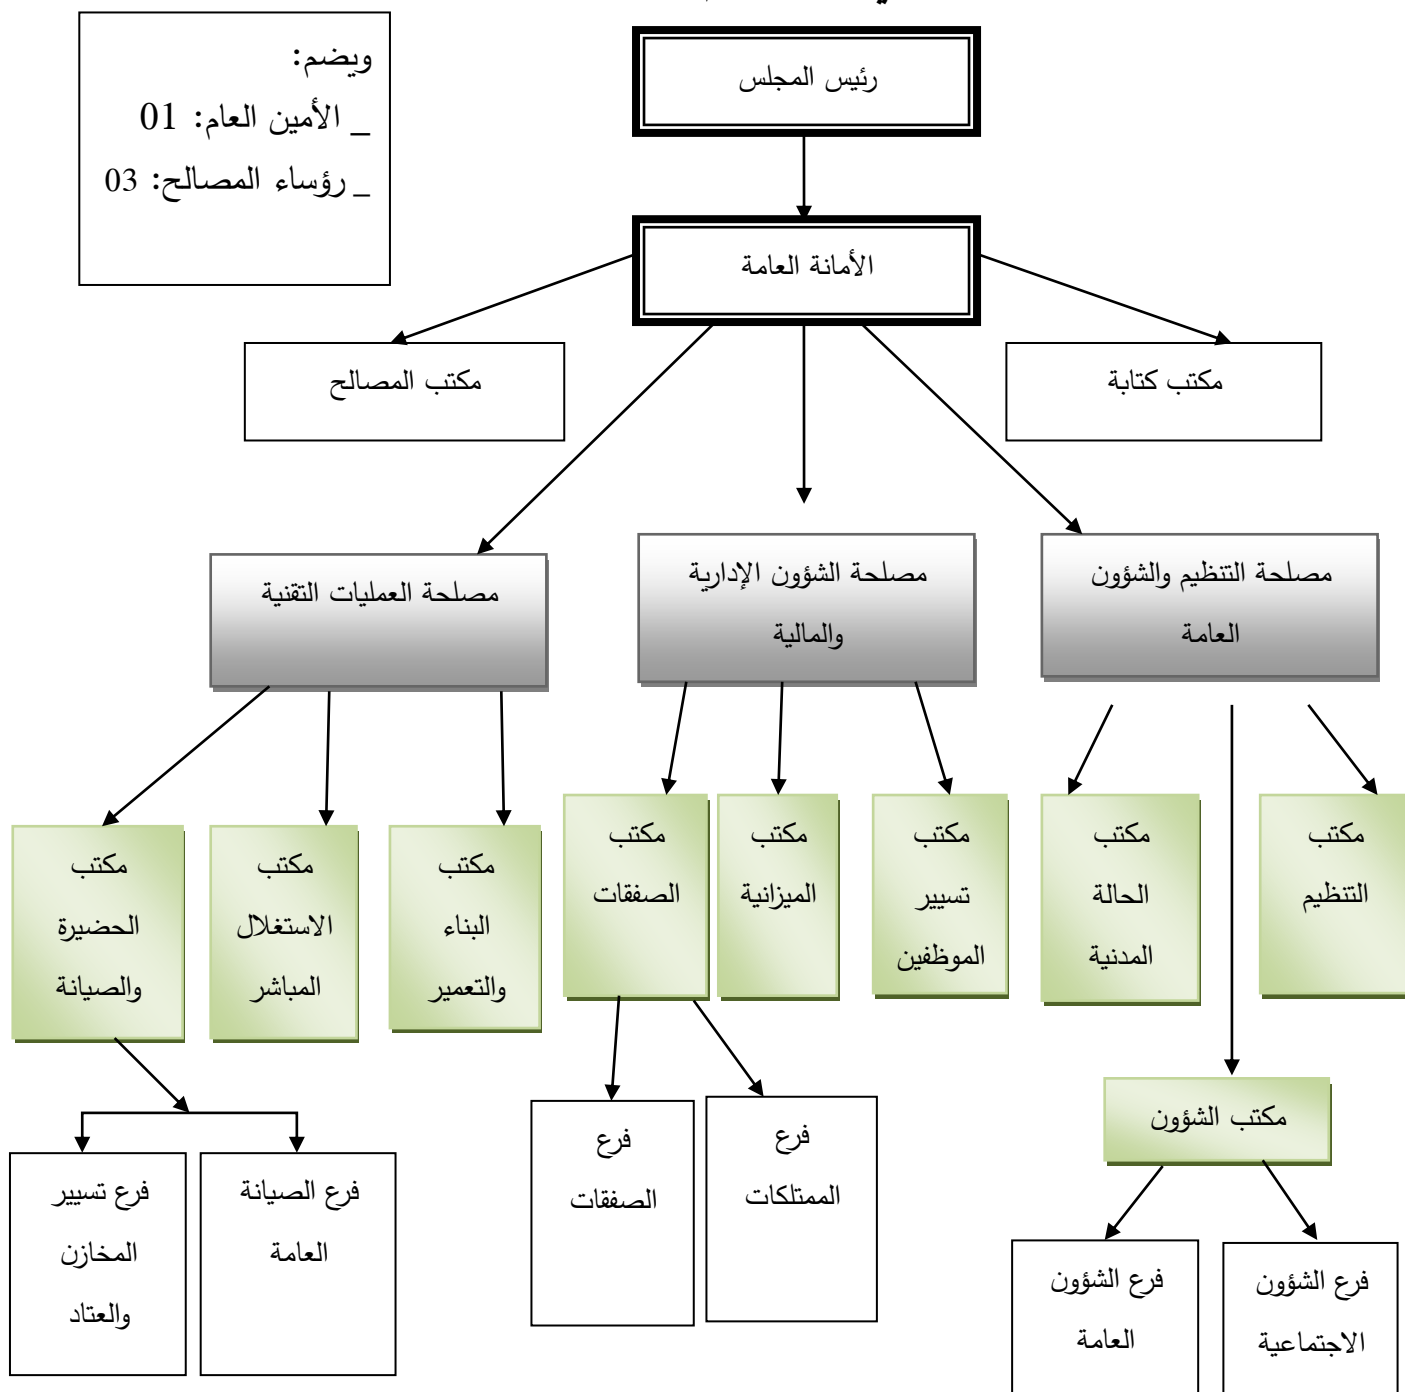 ويضم:
_ الأمين العام: 01
_ رؤساء المصالح: 03
رئيس المجلس
الأمانة العامة
مكتب كتابة
مكتب المصالح
مصلحة التنظيم والشؤون
العامة
مصلحة الشؤون الإدارية
والمالية
مصلحة العمليات التقنية
مكتب
التنظيم
مكتب
الحالة
المدنية
مكتب
تسيير
الموظفين
مكتب
الميزانية
مكتب
الصفقات
مكتب
البناء
والتعمير
مكتب
الاستغلال
المباشر
مكتب
الحضيرة
والصيانة
مكتب الشؤون
فرع
الممتلكات
فرع
الصفقات
فرع الصيانة
العامة
فرع تسيير
المخازن
والعتاد
فرع الشؤون
الاجتماعية
فرع الشؤون
العامة